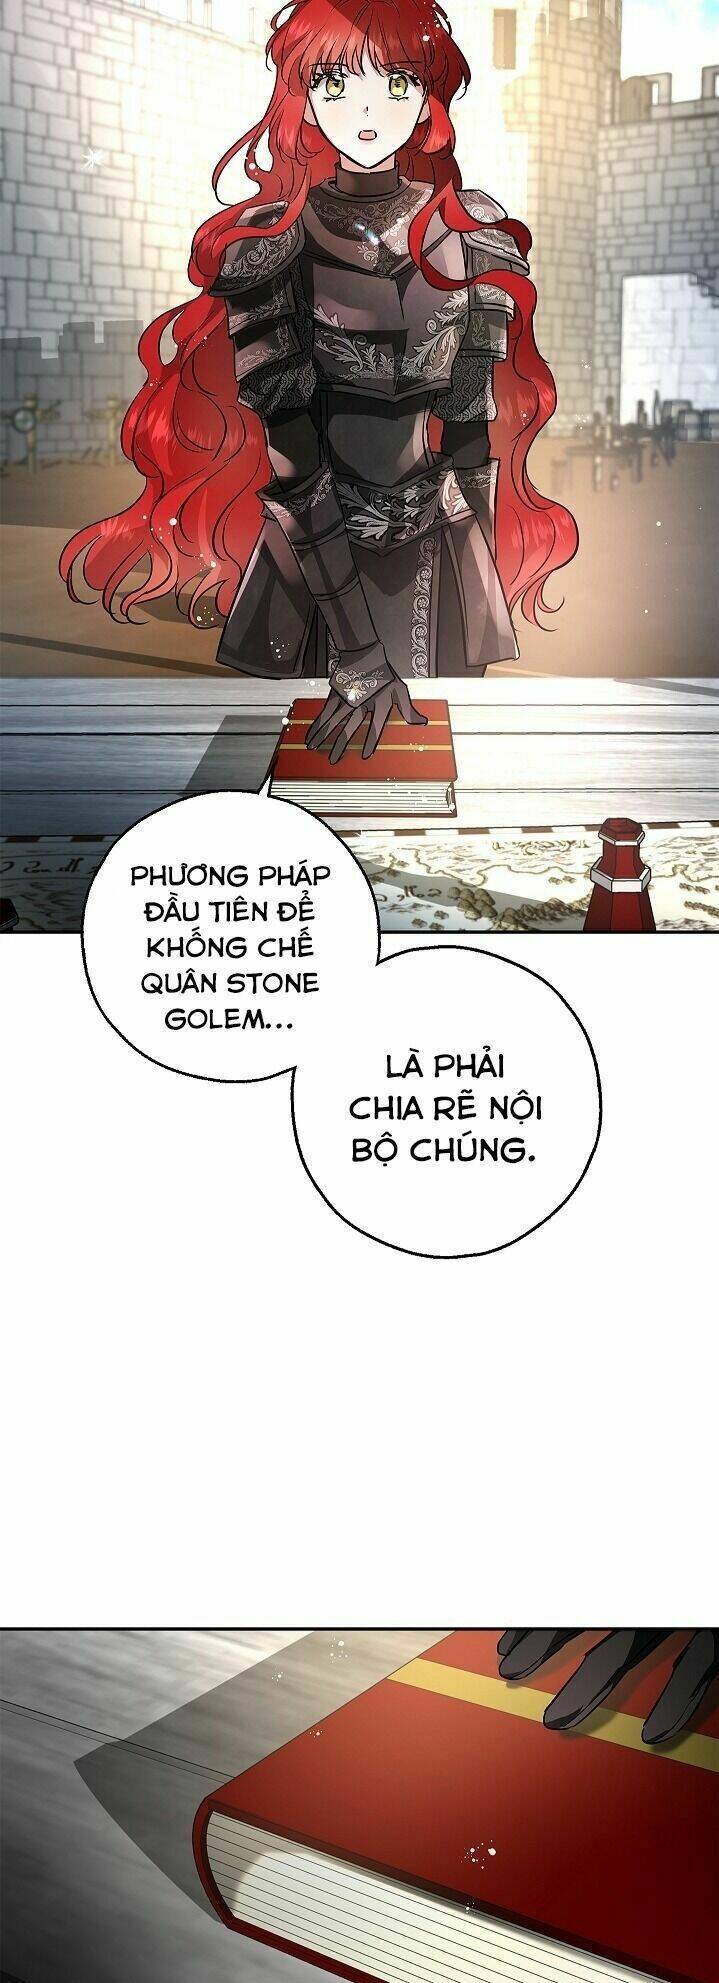 PHƯƠNG PHÁP
ĐẦU TIÊN ĐỂ
KHỐNG CHẾ
QUÂN STONE
GOLEM...
LÀ PHẢI
CHIA RẼ NỘI
BỘ CHÚNG.